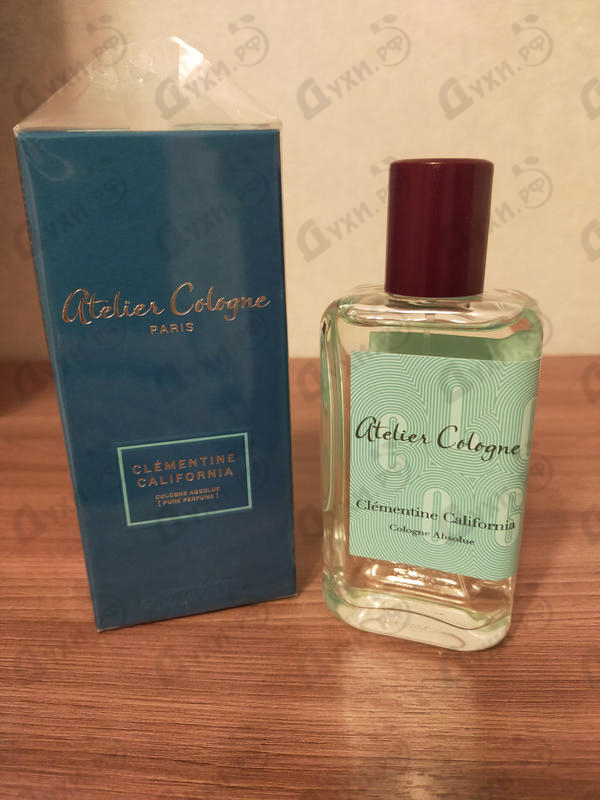 Atelier Cologne
PARIS
CLÉMENTINE
CALIFORNIA
COLOGNE ABSOLUE
[PURE PERFUME]
Atelier Cologne
Clémentine California
Cologne Absolue
Духи.рф